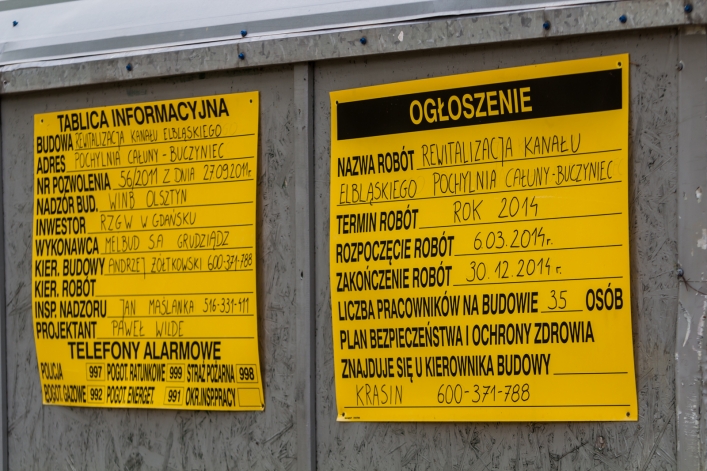 TABLICA INFORMACYJNA
BUDOWA REWITALIZACJA KANAŁU ELBLĄSKIEGO
ADRES POCHYLNIA CAŁUNY-BUCZYNIEC
NR POZWOLENIA 56/2011 Z DNIA 27.09.2011r.
NADZÓR BUD. WINB OLSZTYN
INWESTOR RZGW W GDAŃSKU
WYKONAWCA MELBUD S.A. GRUDZIĄDZ
KIER. BUDOWY ANDRZEJ ŻÓŁTKOWSKI 600-371-788
KIER. ROBÓT
INSP. NADZORU JAN MAŚLANKA 516-331-411
PROJEKTANT PAWEŁ WILDE
TELEFONY ALARMOWE
POLICJA 997 POGOT. RATUNKOWE 999 STRAŻ POŻARNA 998
POGOT. GAZOWE 992 POGOT. ENERGET. 991 OKR.INSP.PRACY
OGŁOSZENIE
NAZWA ROBÓT REWITALIZACJA KANAŁU
ELBLĄSKIEGO POCHYLNIA CAŁUNY-BUCZYNIEC
TERMIN ROBÓT ROK 2014
ROZPOCZĘCIE ROBÓT 6.03.2014r.
ZAKOŃCZENIE ROBÓT 30.12.2014r.
LICZBA PRACOWNIKÓW NA BUDOWIE 35 OSÓB
PLAN BEZPIECZEŃSTWA I OCHRONY ZDROWIA
ZNAJDUJE SIĘ U KIEROWNIKA BUDOWY
KRASIN 600-371-788